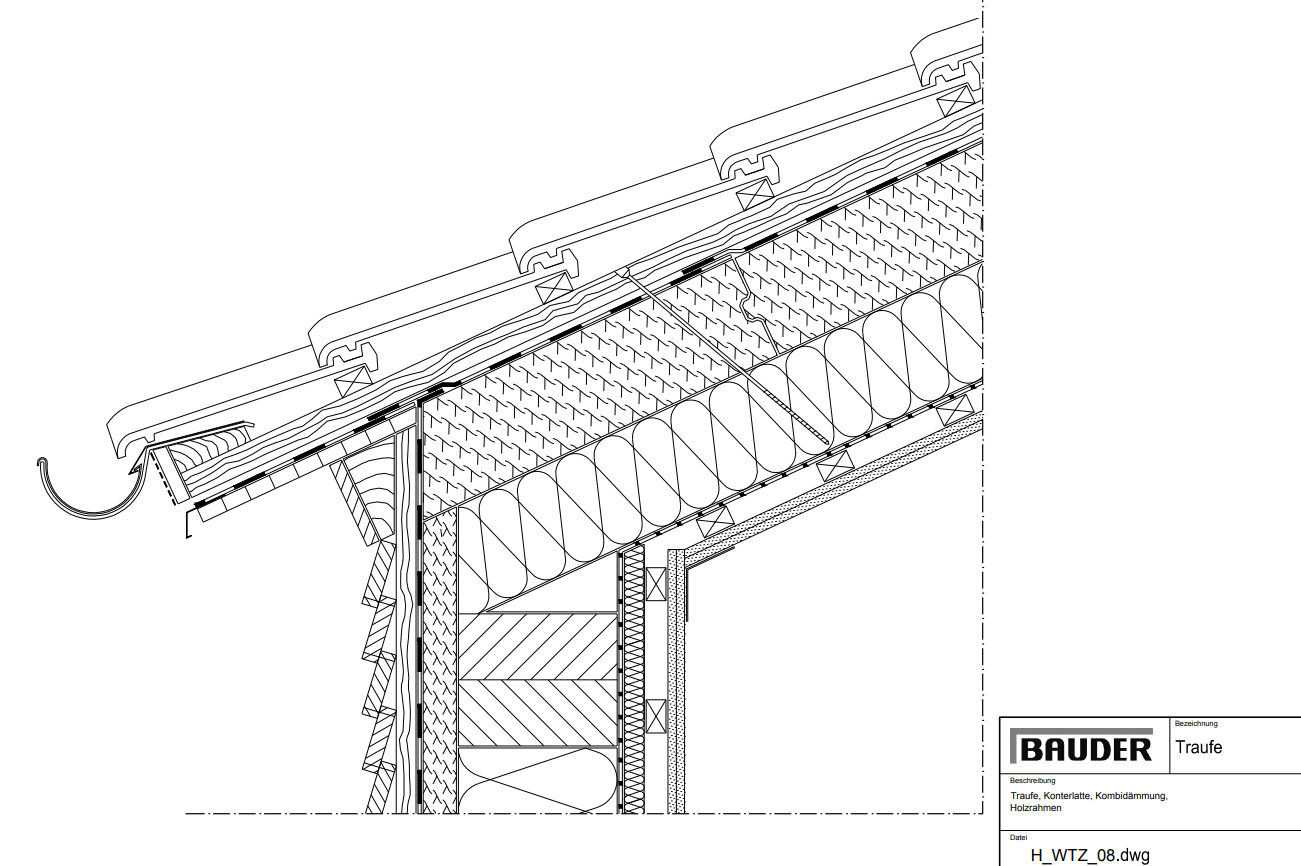 BAUDER
Bezeichnung
Traufe
Beschreibung
Traufe, Konterlatte, Kombidämmung,
Holzrahmen
Datei
H_WTZ_08.dwg